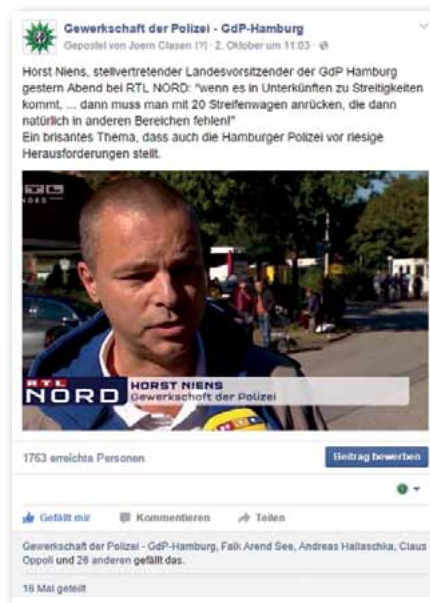 Gewerkschaft der Polizei - GdP-Hamburg
Gepostet von Joern Clasen [?] · 2. Oktober um 11:03 ·
Horst Niens, stellvertretender Landesvorsitzender der GdP Hamburg
gestern Abend bei RTL NORD: "wenn es in Unterkünften zu Streitigkeiten
kommt, ... dann muss man mit 20 Streifenwagen anrücken, die dann
natürlich in anderen Bereichen fehlen!"
Ein brisantes Thema, dass auch die Hamburger Polizei vor riesige
Herausforderungen stellt.
RTL
NORD
RTL
NORD
HORST NIENS
Gewerkschaft der Polizei
RTL
1763 erreichte Personen
Beitrag bewerben
Gefällt mir Kommentieren Teilen
Gewerkschaft der Polizei - GdP-Hamburg, Falk Arend See, Andreas Hallaschka, Claus
Oppoli und 26 anderen gefällt das.
16 Mal geteilt